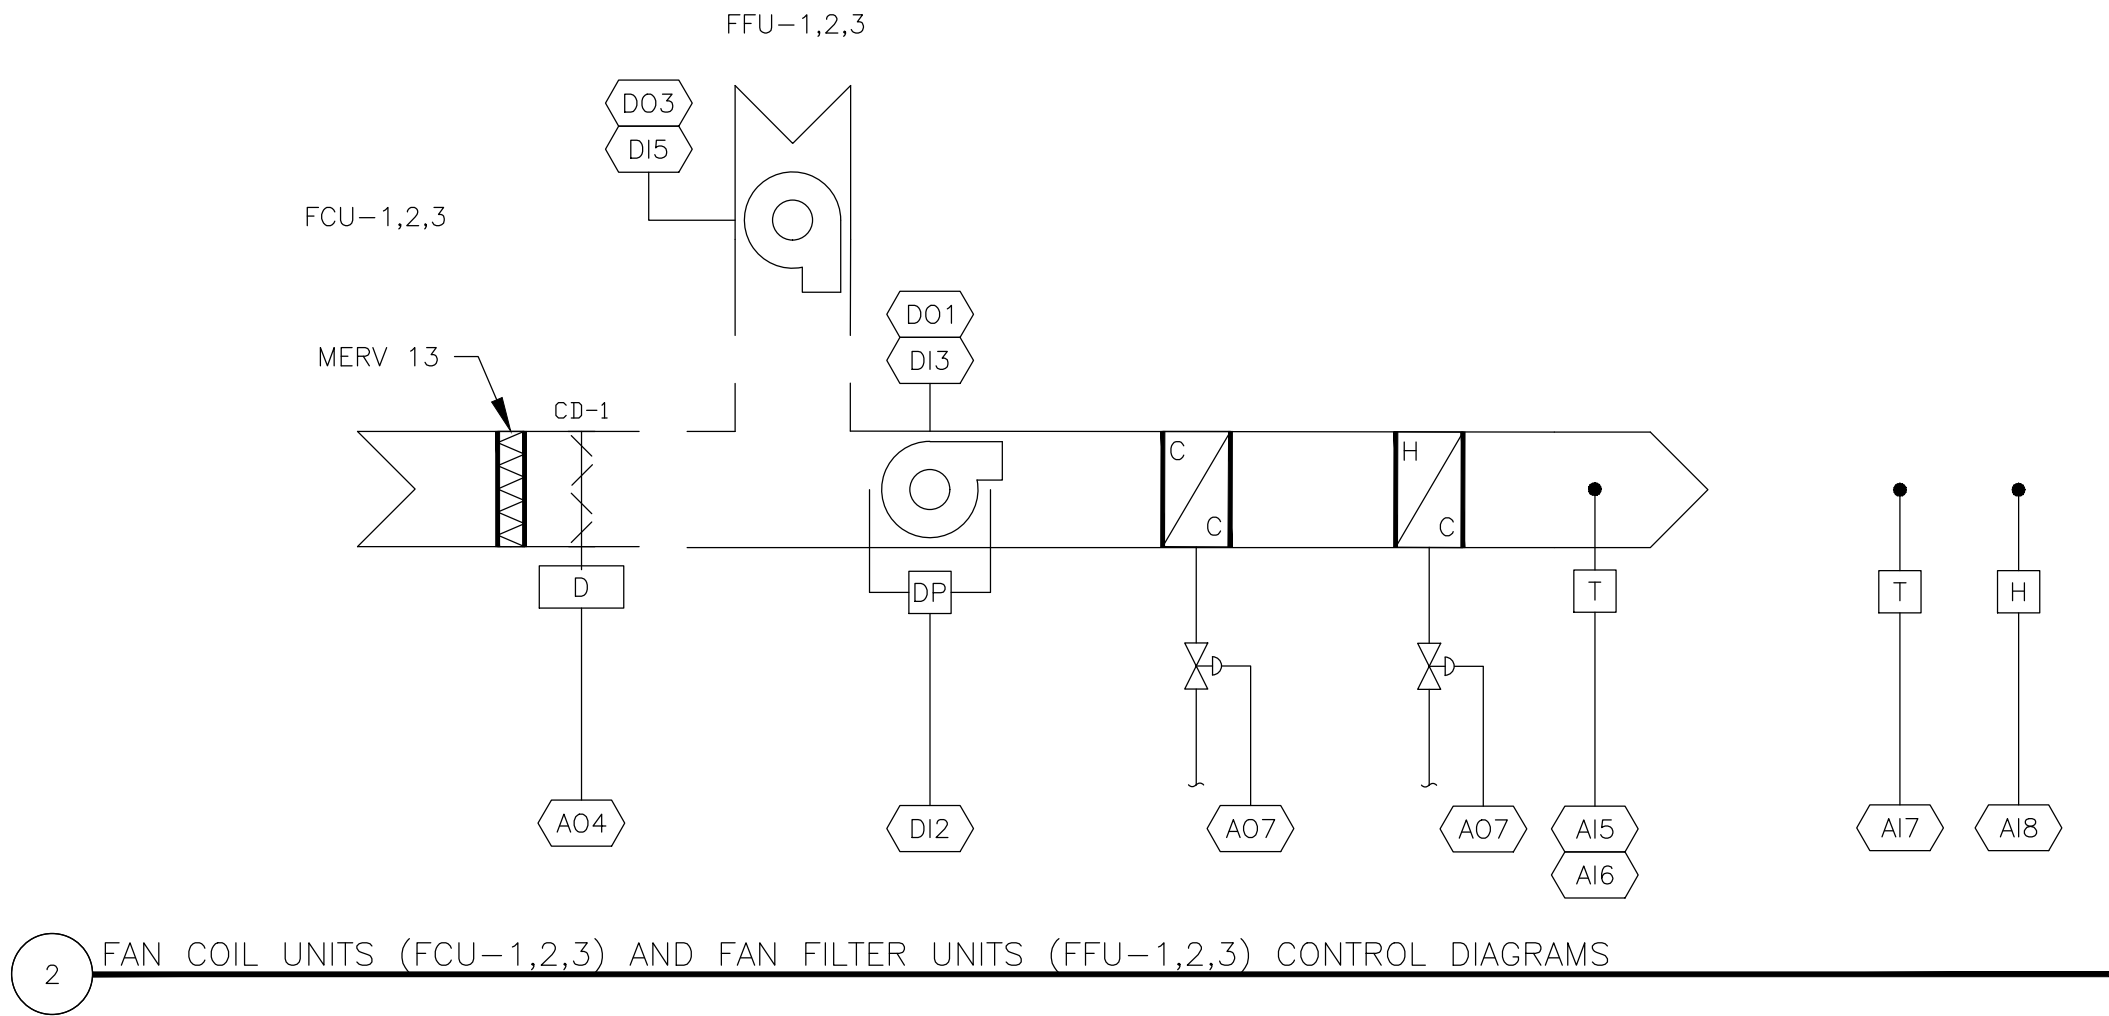 FFU-1,2,3
DO3
DI5
FCU-1,2,3
DO1
DI3
MERV 13
CD-1
C
C
H
C
D
DP
T
T
H
AO4
DI2
AO7
AO7
AI5
AI7
AI8
AI6
2
FAN COIL UNITS (FCU-1,2,3) AND FAN FILTER UNITS (FFU-1,2,3) CONTROL DIAGRAMS